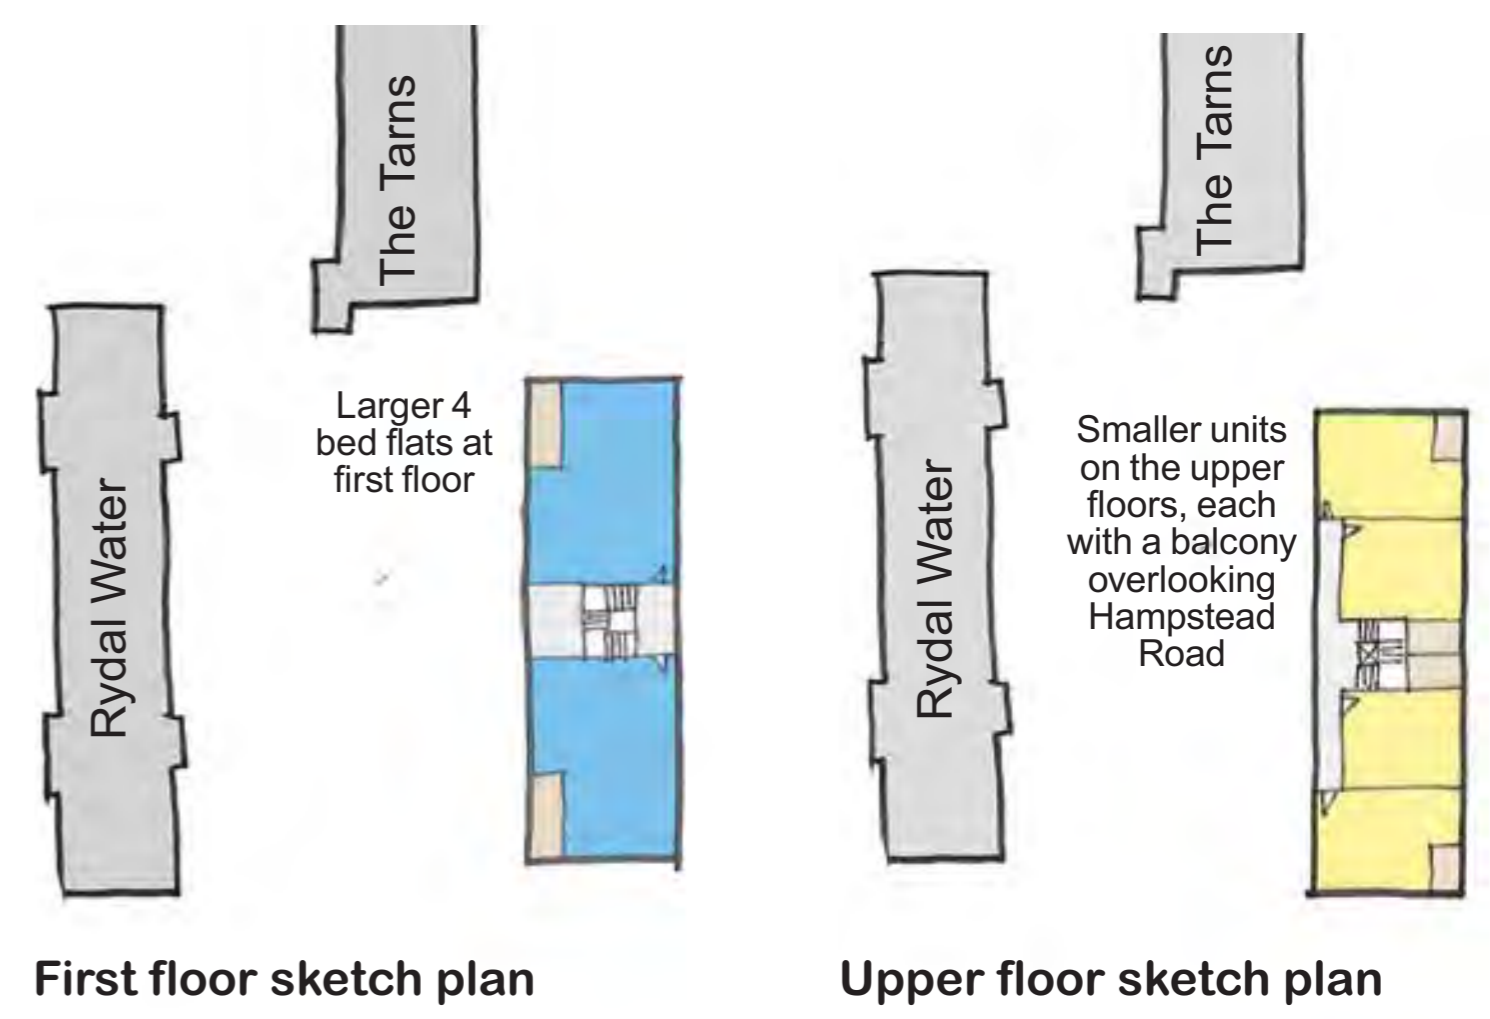 The Tarns
Rydal Water
Larger 4
bed flats at
first floor
First floor sketch plan
The Tarns
Rydal Water
Smaller units
on the upper
floors, each
with a balcony
overlooking
Hampstead
Road
Upper floor sketch plan